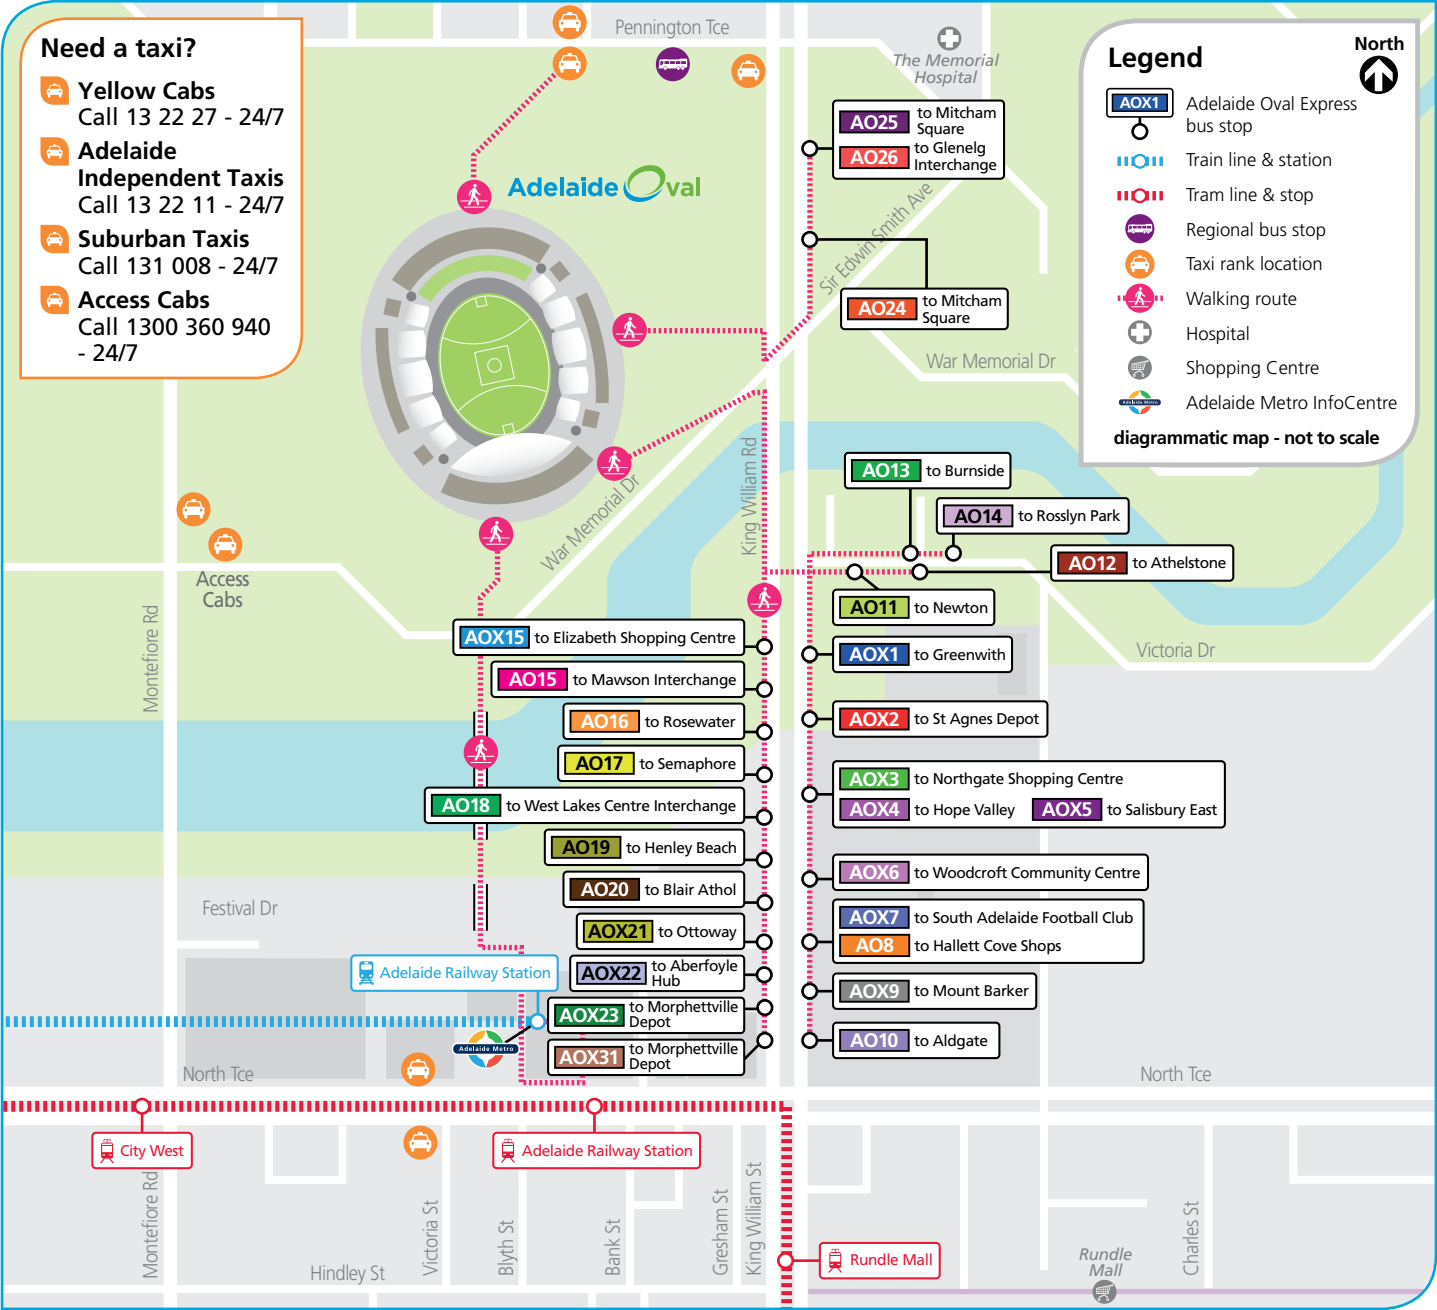 Need a taxi?
Yellow Cabs
Call 13 22 27 - 24/7
Adelaide
Independent Taxis
Call 13 22 11 - 24/7
Suburban Taxis
Call 131 008 - 24/7
Access Cabs
Call 1300 360 940
- 24/7
Pennington Tce
The Memorial
Hospital
Legend
North
AOX1
Adelaide Oval Express
bus stop
Train line & station
Tram line & stop
Regional bus stop
Taxi rank location
Walking route
Hospital
Shopping Centre
Adelaide Metro
Adelaide Metro InfoCentre
diagrammatic map - not to scale
AO25 to Mitcham
Square
AO26 to Glenelg
Interchange
Adelaide Oval
Sir Edwin Smith Ave
AO24 to Mitcham
Square
War Memorial Dr
King William Rd
War Memorial Dr
AO13 to Burnside
AO14 to Rosslyn Park
AO12 to Athelstone
AO11 to Newton
Access
Cabs
Montefiore Rd
Victoria Dr
AOX15 to Elizabeth Shopping Centre
AO15 to Mawson Interchange
AO16 to Rosewater
AO17 to Semaphore
AO18 to West Lakes Centre Interchange
AO19 to Henley Beach
AO20 to Blair Athol
AOX21 to Ottoway
AOX22 to Aberfoyle
Hub
AOX23 to Morphettville
Depot
AOX31 to Morphettville
Depot
AOX1 to Greenwith
AOX2 to St Agnes Depot
AOX3 to Northgate Shopping Centre
AOX4 to Hope Valley AOX5 to Salisbury East
AOX6 to Woodcroft Community Centre
AOX7 to South Adelaide Football Club
AO8 to Hallett Cove Shops
AOX9 to Mount Barker
AO10 to Aldgate
Festival Dr
Adelaide Railway Station
Adelaide Metro
North Tce
North Tce
City West
Adelaide Railway Station
Rundle Mall
Montefiore Rd
Victoria St
Blyth St
Bank St
Gresham St
King William St
Charles St
Hindley St
Rundle
Mall